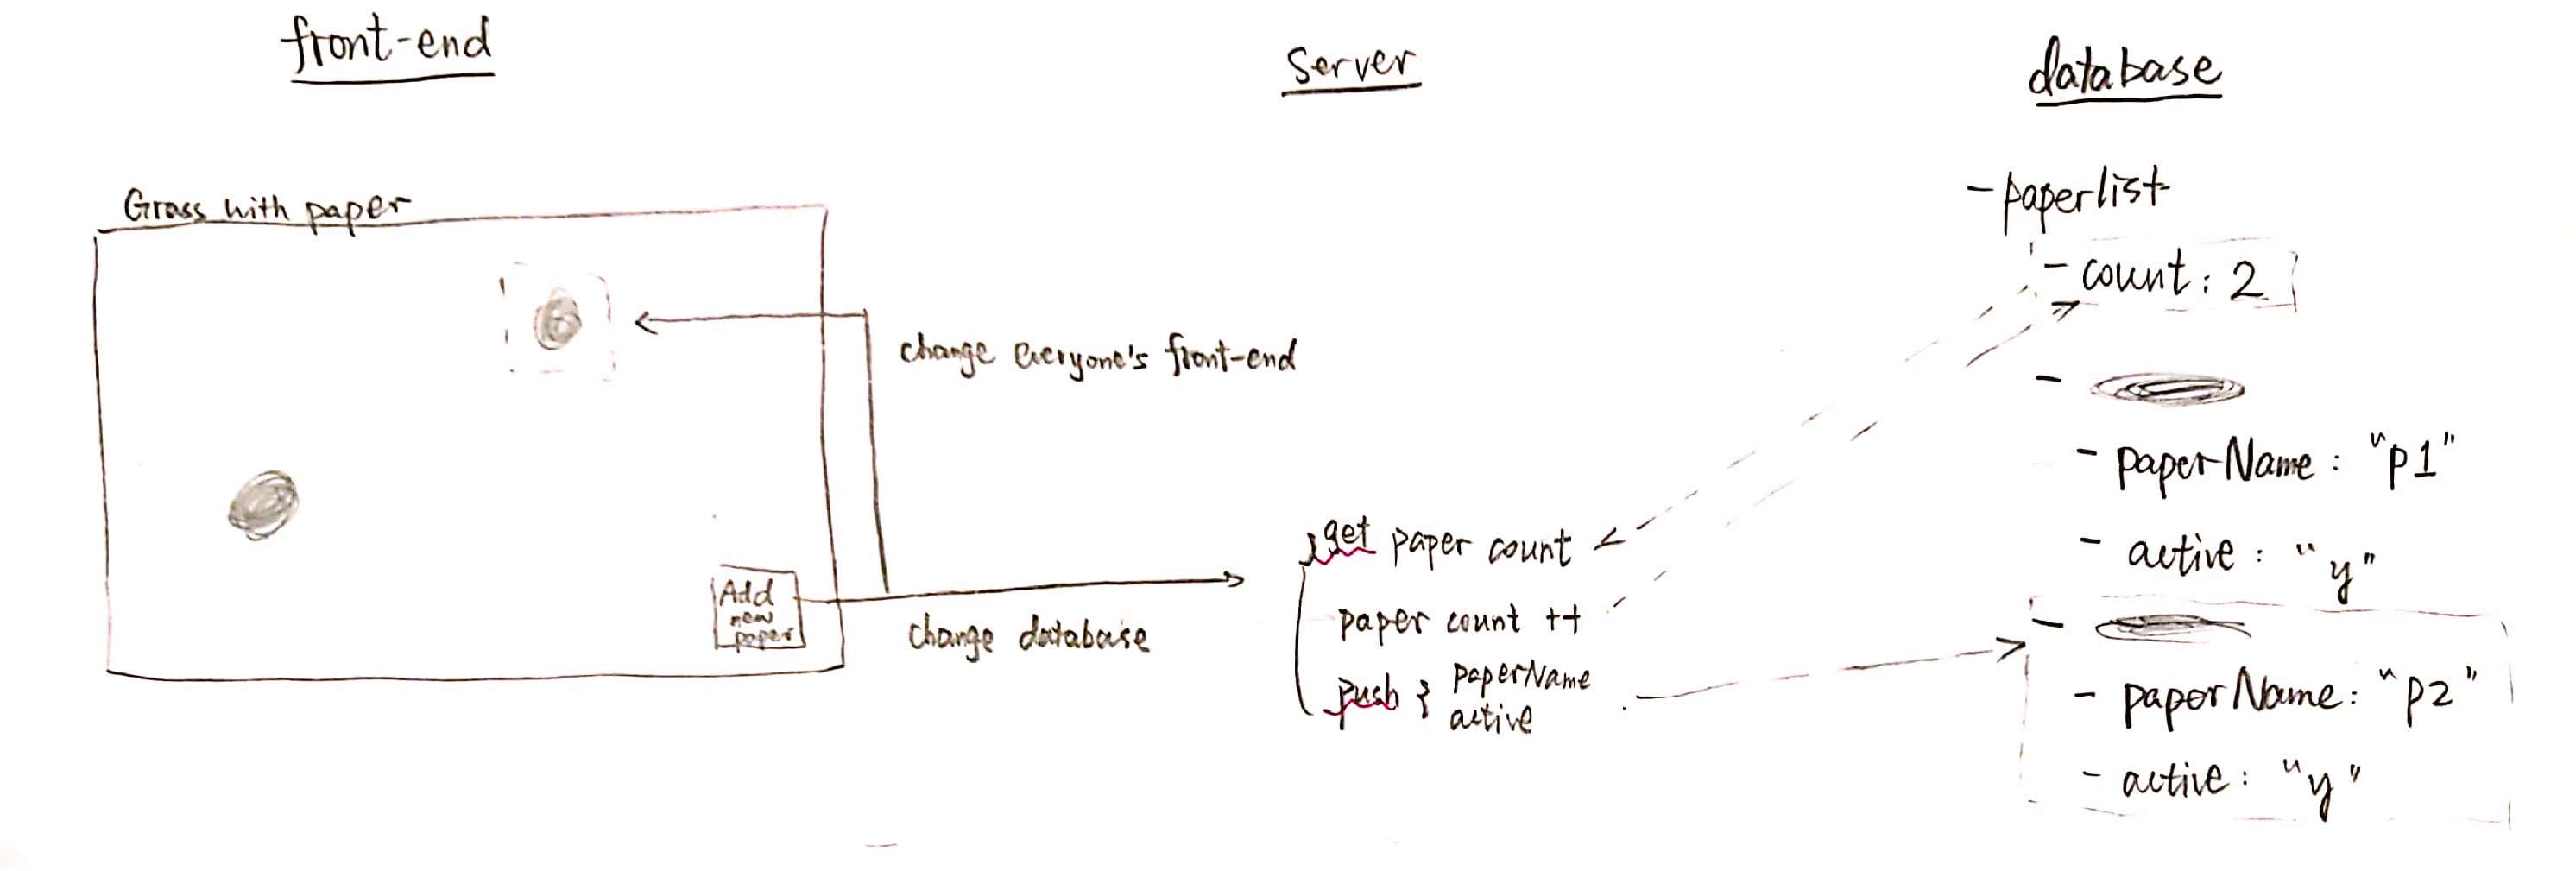 front-end
Server
database
Grass with paper
Add
new
paper
change everyone's front-end
change database
get paper count
paper count ++
push } paperName
active
- paperlist
- count : 2
-
- paperName : "p1"
- active : "y"
-
- paperName : "p2"
- active : "y"